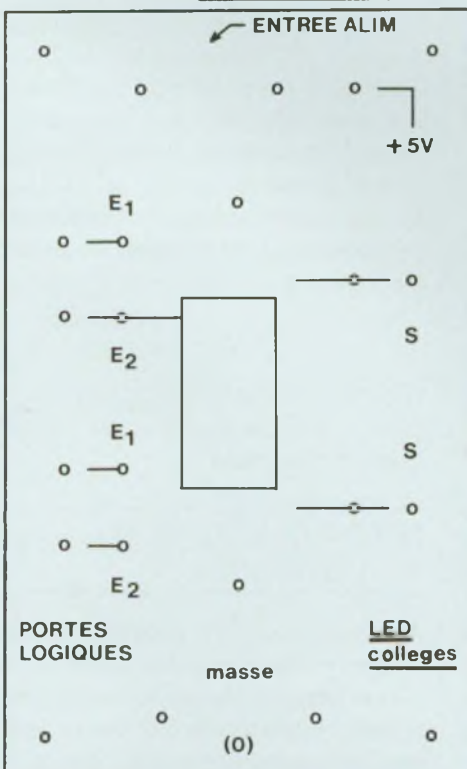 ENTREE ALIM
+5V
E1
E2
S
E1
S
E2
PORTES
LOGIQUES
LED
colleges
masse
(0)